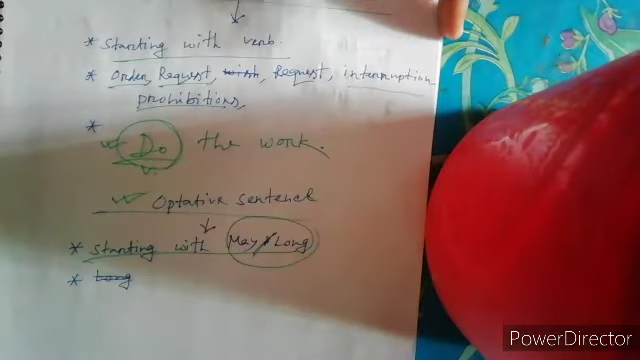 * Starting with verb.
* Order, Request, wish, Request, interruption
prohibitions,
*
Do the work.
Optative sentence
* Starting with May / Long
* Long
PowerDirector